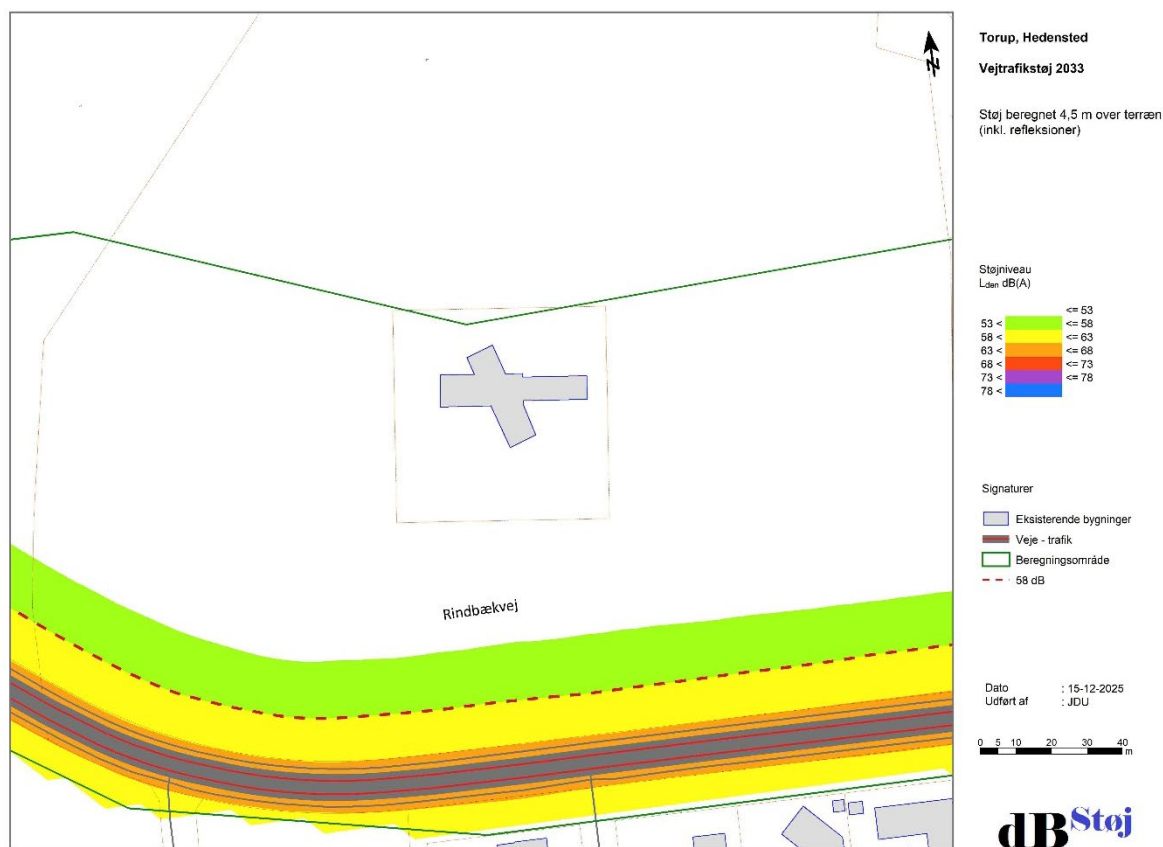 Torup, Hedensted
Vejtrafikstøj 2033
Støj beregnet 4,5 m over terræn
(inkl. refleksioner)
Støjniveau
Lden dB(A)
<= 53
53 < <= 58
58 < <= 63
63 < <= 68
68 < <= 73
73 < <= 78
78 <
Signaturer
Eksisterende bygninger
Veje - trafik
Beregningsområde
58 dB
Rindbækvej
Dato : 15-12-2025
Udført af : JDU
0 5 10 20 30 40
m
dB Støj
N